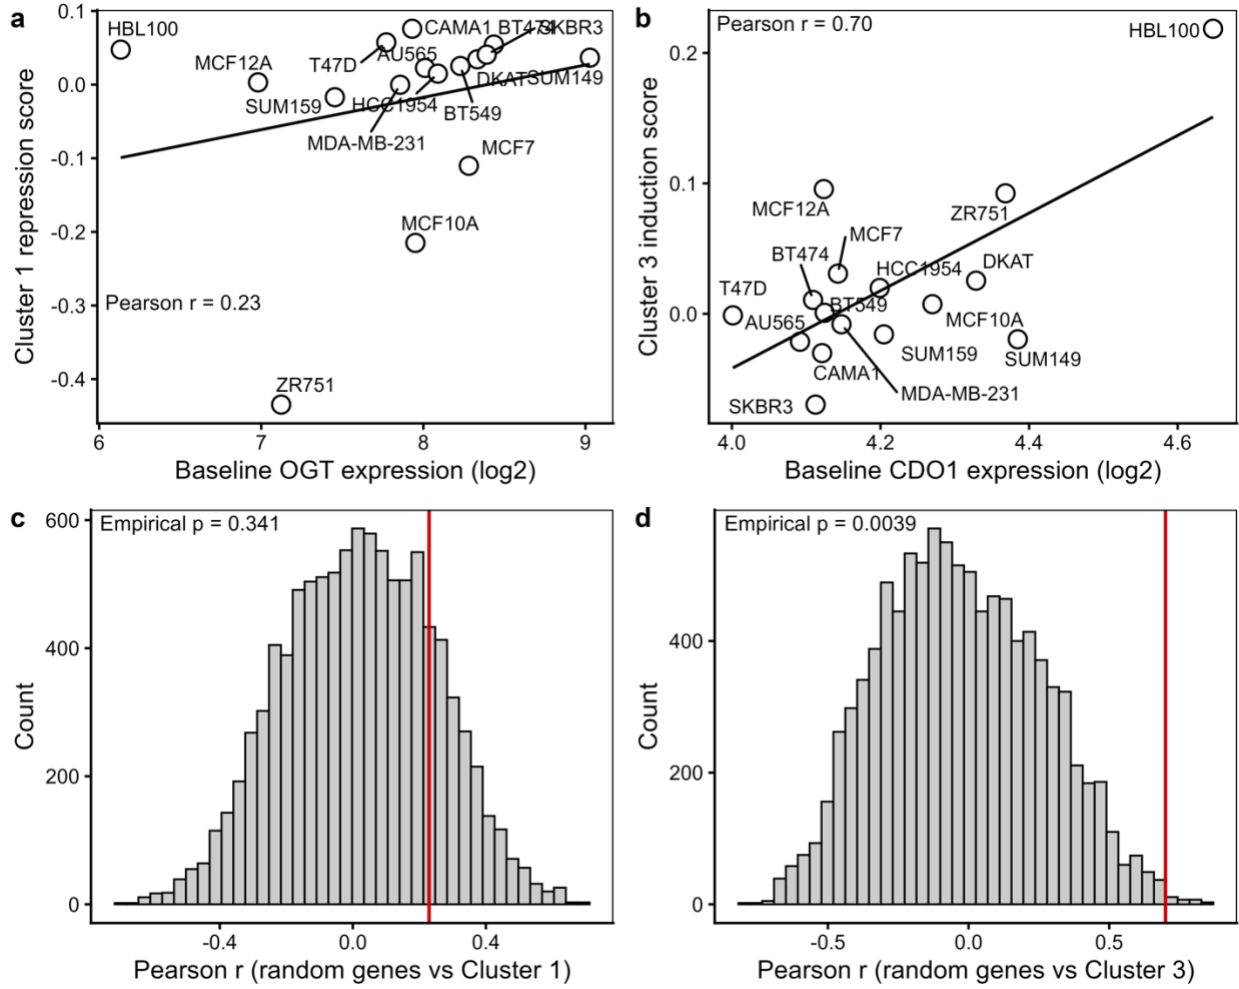 a
0.1
0.0
-0.1
-0.2
-0.3
-0.4
Cluster 1 repression score
HBL100
CAMA1
BT474
SKBR3
MCF12A
T47D
AU565
SUM159
HCC1954
DKAT
SUM149
BT549
MDA-MB-231
MCF7
MCF10A
Pearson r = 0.23
ZR751
6
7
8
9
Baseline OGT expression (log2)
b
Pearson r = 0.70
0.2
0.1
0.0
Cluster 3 induction score
HBL100
MCF12A
ZR751
MCF7
BT474
HCC1954
DKAT
T47D
BT549
AU565
MCF10A
SUM159
SUM149
CAMA1
MDA-MB-231
SKBR3
4.0
4.2
4.4
4.6
Baseline CDO1 expression (log2)
c
Empirical p = 0.341
600
400
200
0
Count
-0.4
0.0
0.4
Pearson r (random genes vs Cluster 1)
d
Empirical p = 0.0039
400
200
0
Count
-0.5
0.0
0.5
Pearson r (random genes vs Cluster 3)